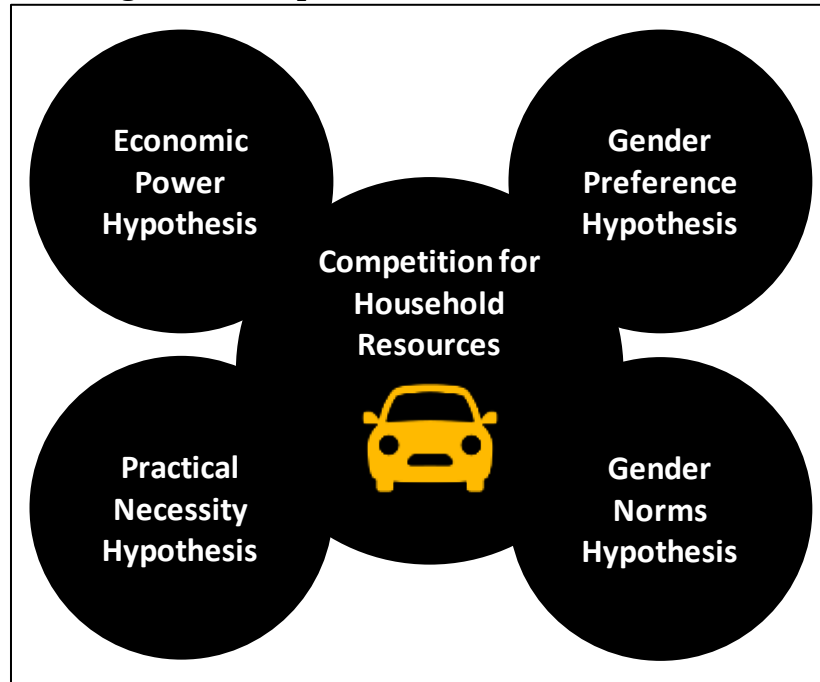 Economic
Power
Hypothesis
Gender
Preference
Hypothesis
Competition for
Household
Resources
Practical
Necessity
Hypothesis
Gender
Norms
Hypothesis